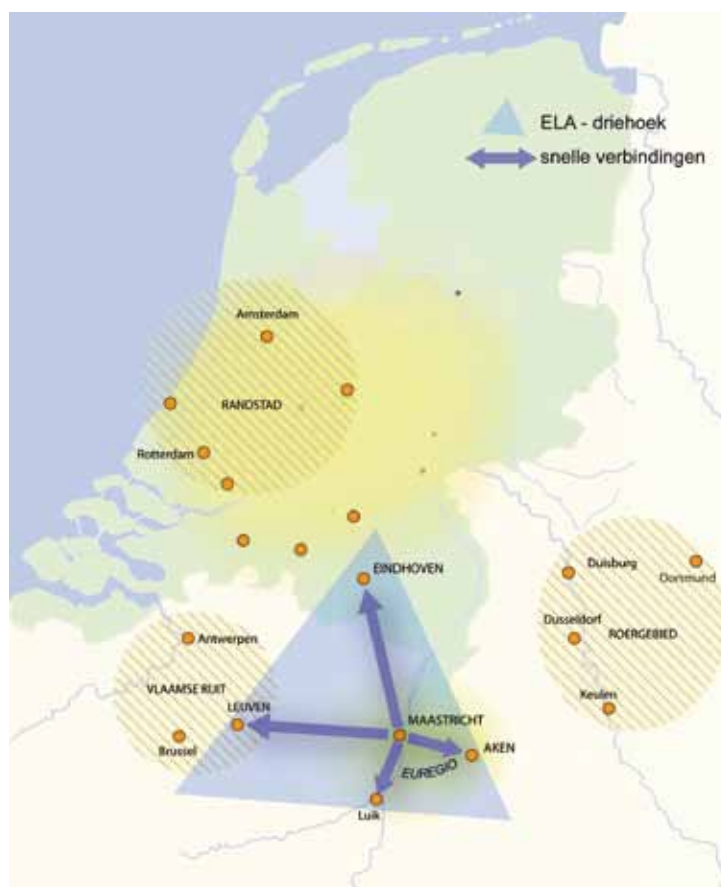 ELA - driehoek
snelle verbindingen
Amsterdam
RANDSTAD
Rotterdam
EINDHOVEN
Duisburg
Dortmund
Dusseldorf
ROERGEBIED
Antwerpen
VLAAMSE RUIT
LEUVEN
Keulen
Brussel
MAASTRICHT
AKEN
EUREGIO
Luik